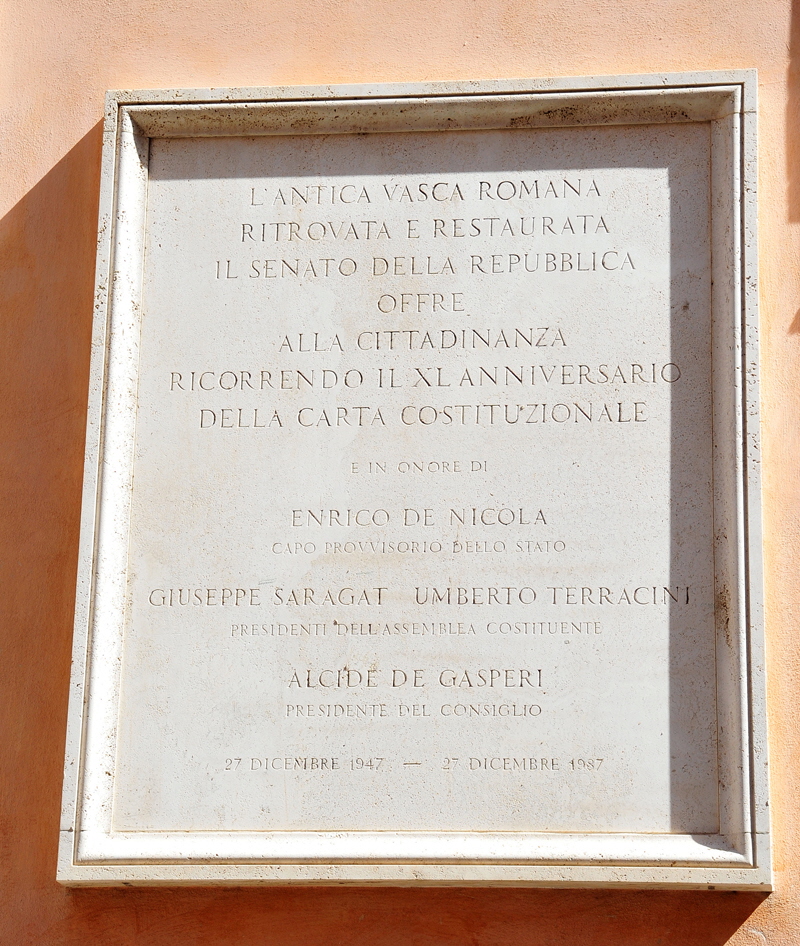 L'ANTICA VASCA ROMANA
RITROVATA E RESTAURATA
IL SENATO DELLA REPUBBLICA
OFFRE
ALLA CITTADINANZA
RICORRENDO IL XL ANNIVERSARIO
DELLA CARTA COSTITUZIONALE
E IN ONORE DI
ENRICO DE NICOLA
CAPO PROVVISORIO DELLO STATO
GIUSEPPE SARAGAT UMBERTO TERRACINI
PRESIDENTI DELL'ASSEMBLEA COSTITUENTE
ALCIDE DE GASPERI
PRESIDENTE DEL CONSIGLIO
27 DICEMBRE 1947 — 27 DICEMBRE 1987